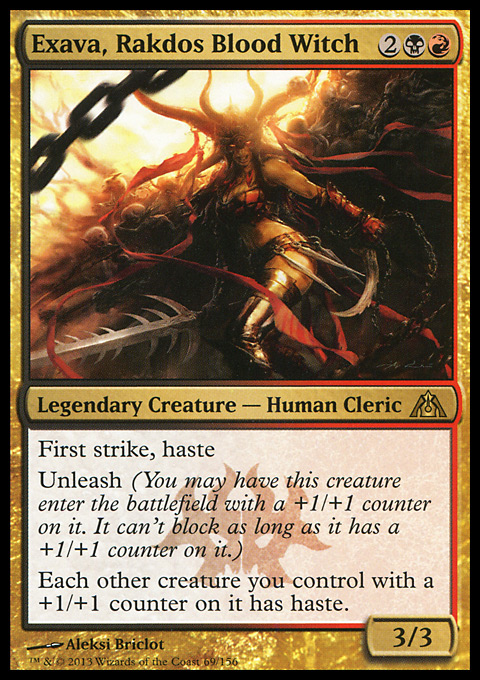 Exava, Rakdos Blood Witch 2
Legendary Creature — Human Cleric
First strike, haste
Unleash (You may have this creature
enter the battlefield with a +1/+1 counter
on it. It can't block as long as it has a
+1/+1 counter on it.)
Each other creature you control with a
+1/+1 counter on it has haste.
Aleksi Briclot
3/3
™ & © 2013 Wizards of the Coast 69/156